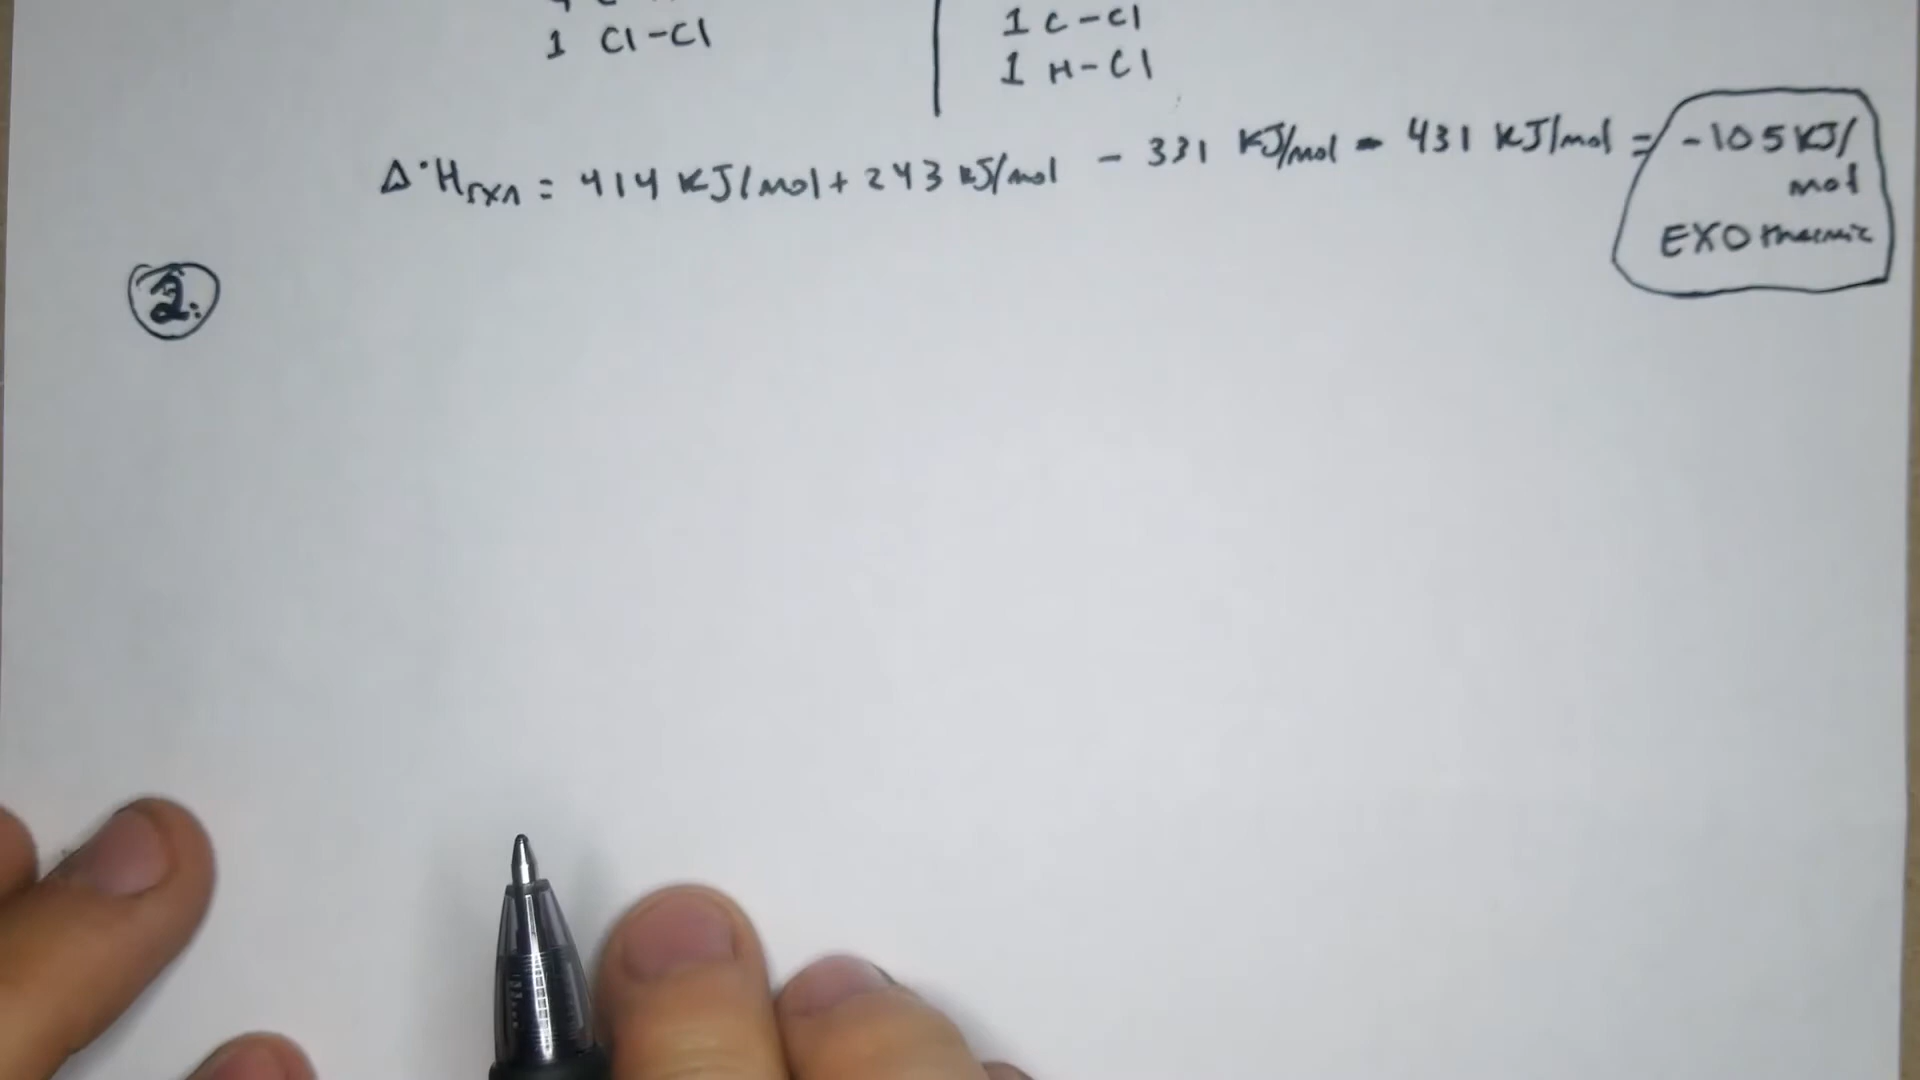 1 Cl-Cl
1 C-Cl
1 H-Cl
Δ°Hrxn = 414 KJ/mol + 243 KJ/mol - 331 KJ/mol - 431 KJ/mol = -105 KJ/
mol
EXOthermic
2.